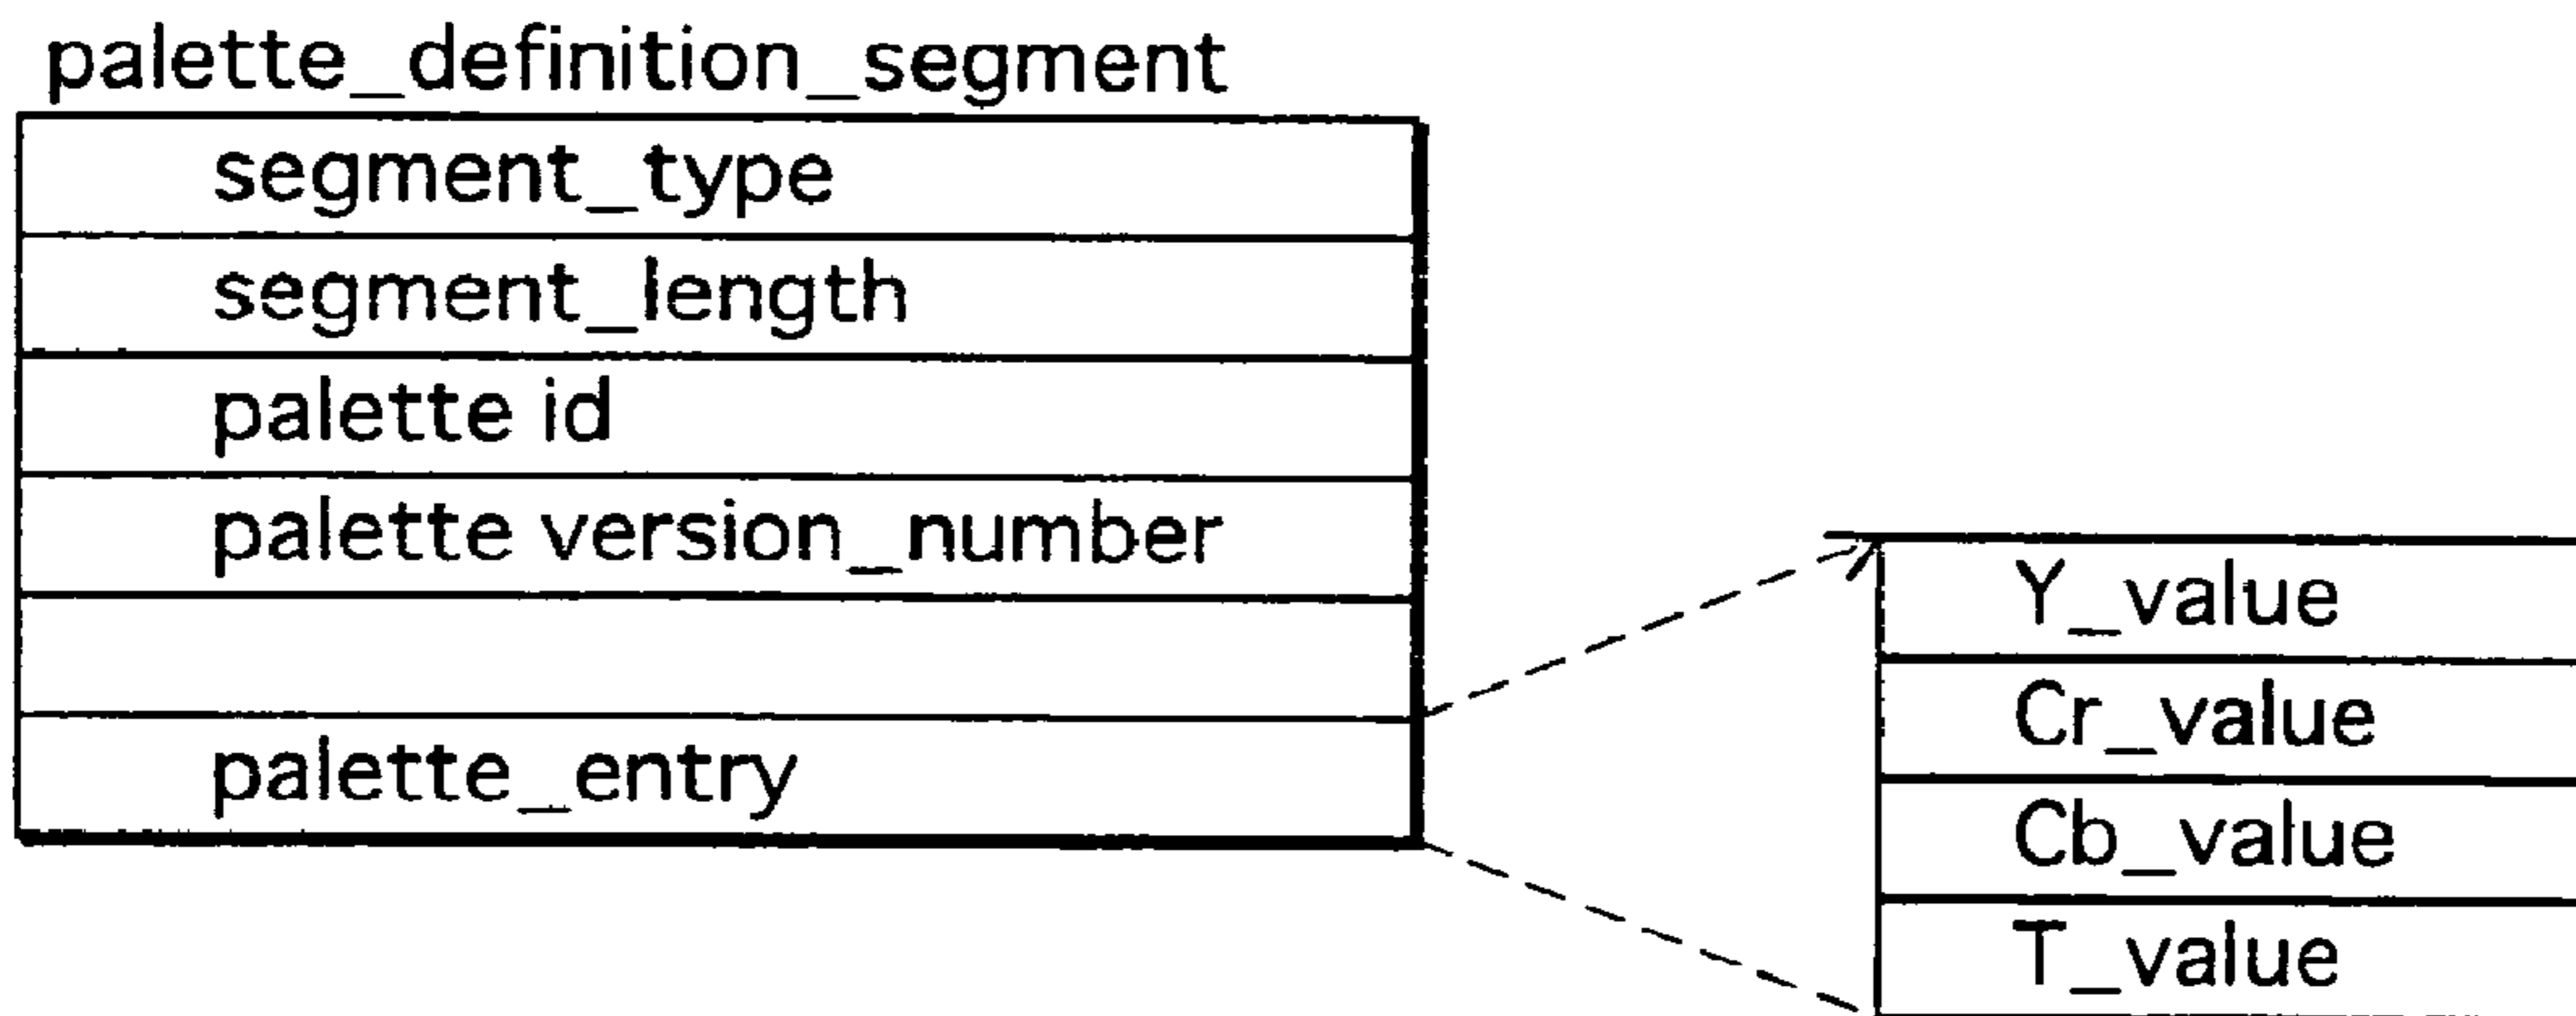 palette_definition_segment
segment_type
segment_length
palette id
palette version_number
palette_entry
Y_value
Cr_value
Cb_value
T_value